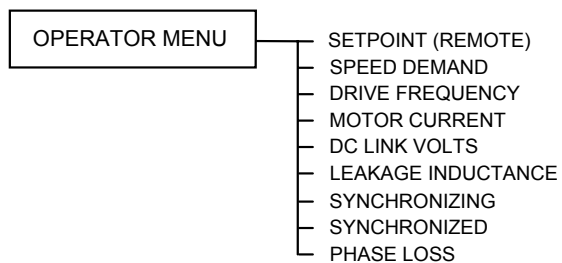 OPERATOR MENU
SETPOINT (REMOTE)
SPEED DEMAND
DRIVE FREQUENCY
MOTOR CURRENT
DC LINK VOLTS
LEAKAGE INDUCTANCE
SYNCHRONIZING
SYNCHRONIZED
PHASE LOSS